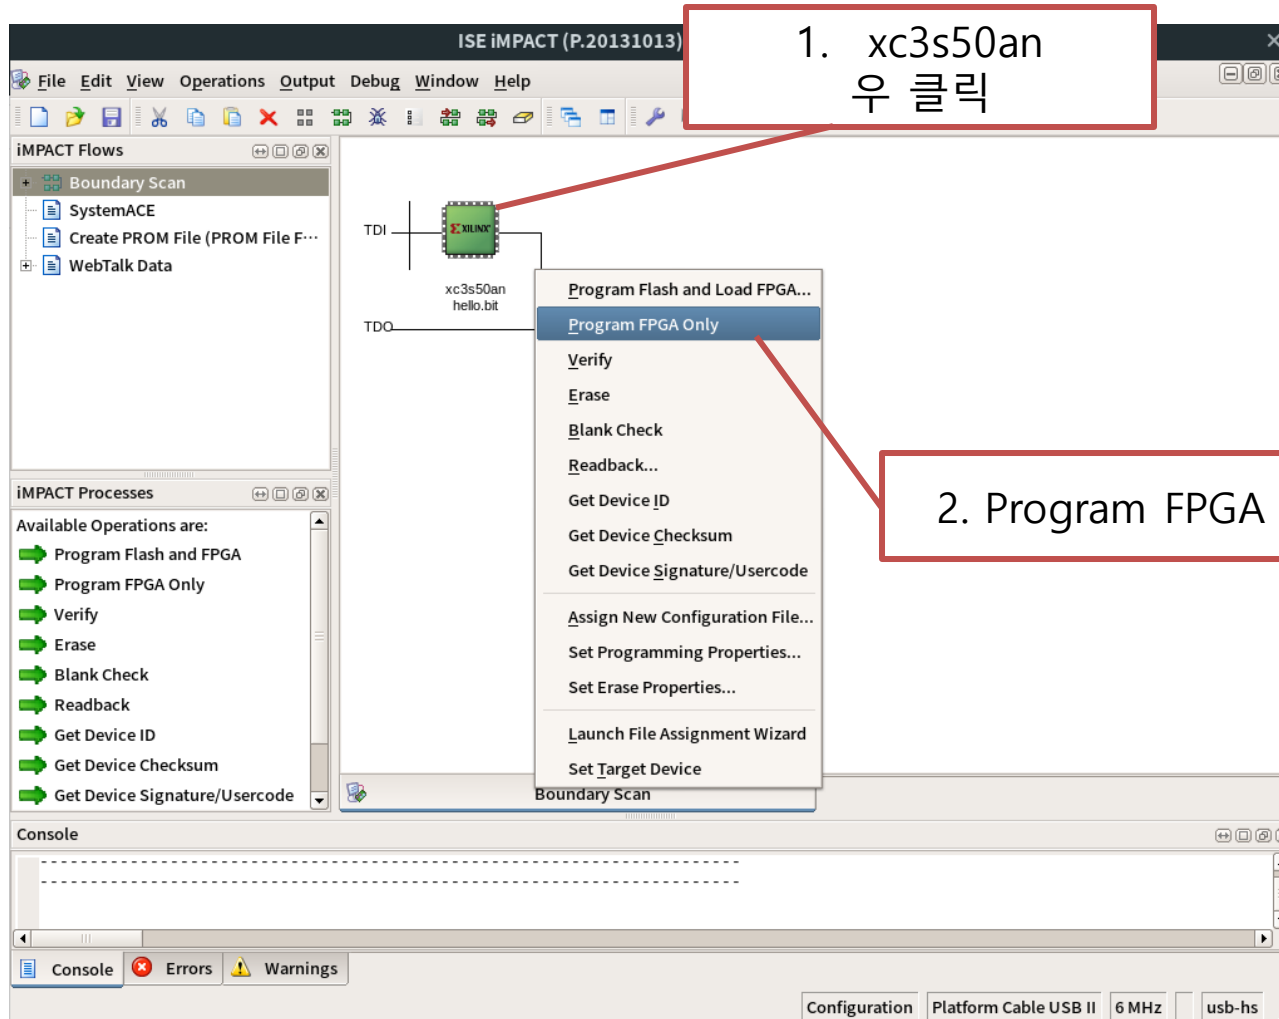 1. xc3s50an
우 클릭
ISE iMPACT (P.20131013)
File Edit View Operations Output Debug Window Help
iMPACT Flows
Boundary Scan
SystemACE
Create PROM File (PROM File F...
WebTalk Data
TDI
XILINX
xc3s50an
hello.bit
TDO
Program Flash and Load FPGA...
Program FPGA Only
Verify
Erase
Blank Check
Readback...
Get Device ID
Get Device Checksum
Get Device Signature/Usercode
Assign New Configuration File...
Set Programming Properties...
Set Erase Properties...
Launch File Assignment Wizard
Set Target Device
2. Program FPGA
iMPACT Processes
Available Operations are:
Program Flash and FPGA
Program FPGA Only
Verify
Erase
Blank Check
Readback
Get Device ID
Get Device Checksum
Get Device Signature/Usercode
Boundary Scan
Console
Console Errors Warnings
Configuration Platform Cable USB II 6 MHz usb-hs